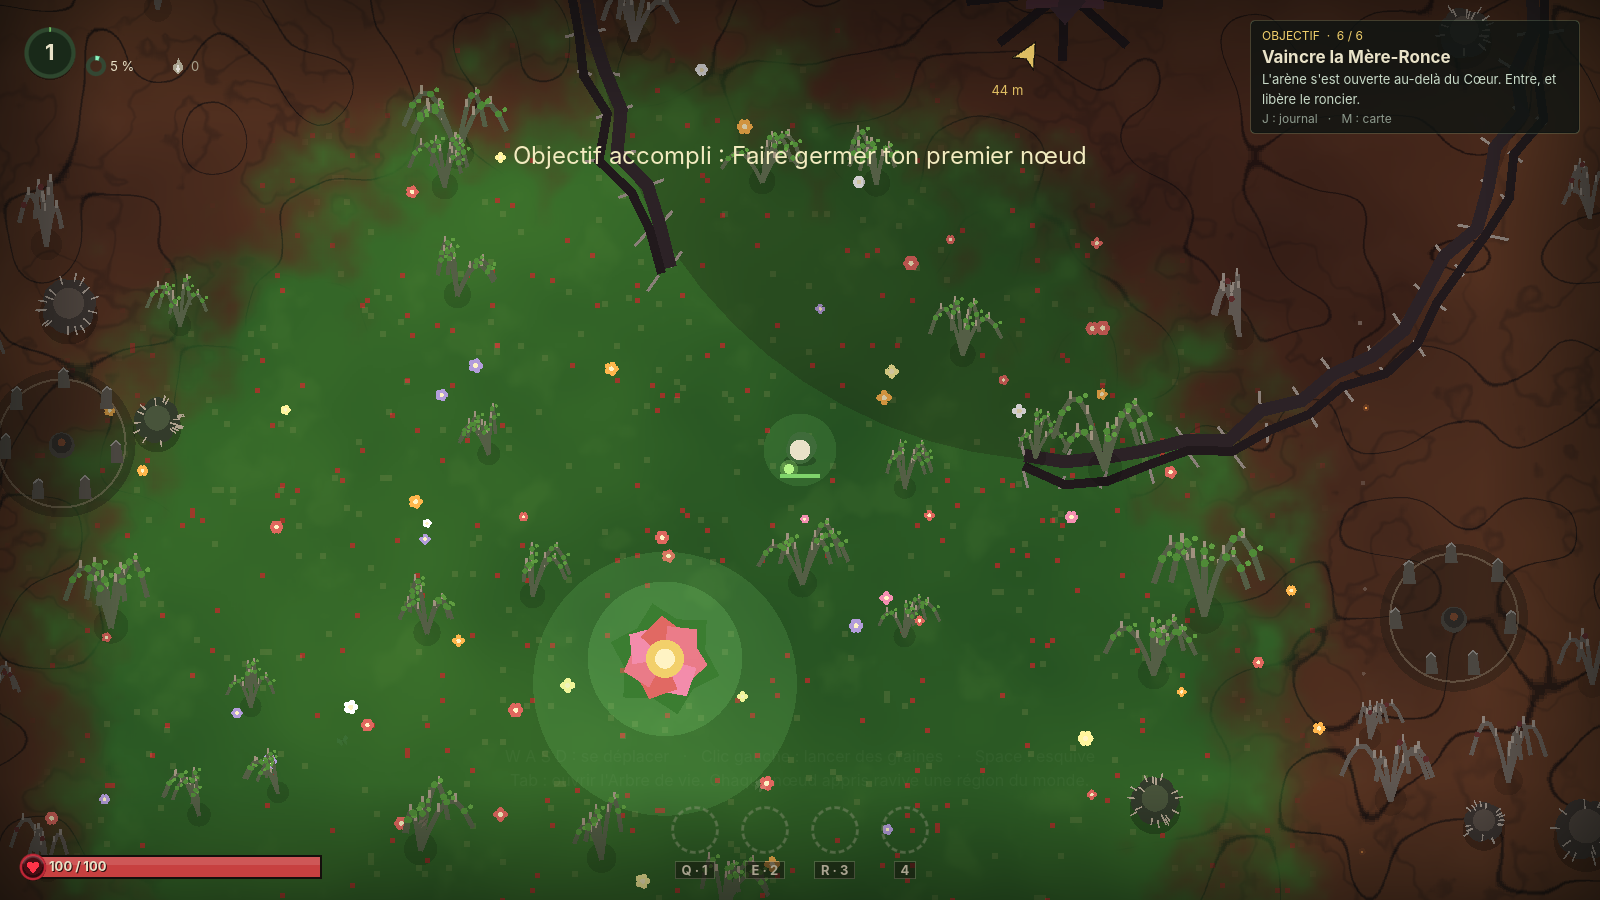 1
5 %
0
44 m
OBJECTIF · 6 / 6
Vaincre la Mère-Ronce
L'arène s'est ouverte au-delà du Cœur. Entre, et
libère le roncier.
J : journal · M : carte
Objectif accompli : Faire germer ton premier nœud
100 / 100
Q · 1
E · 2
R · 3
4